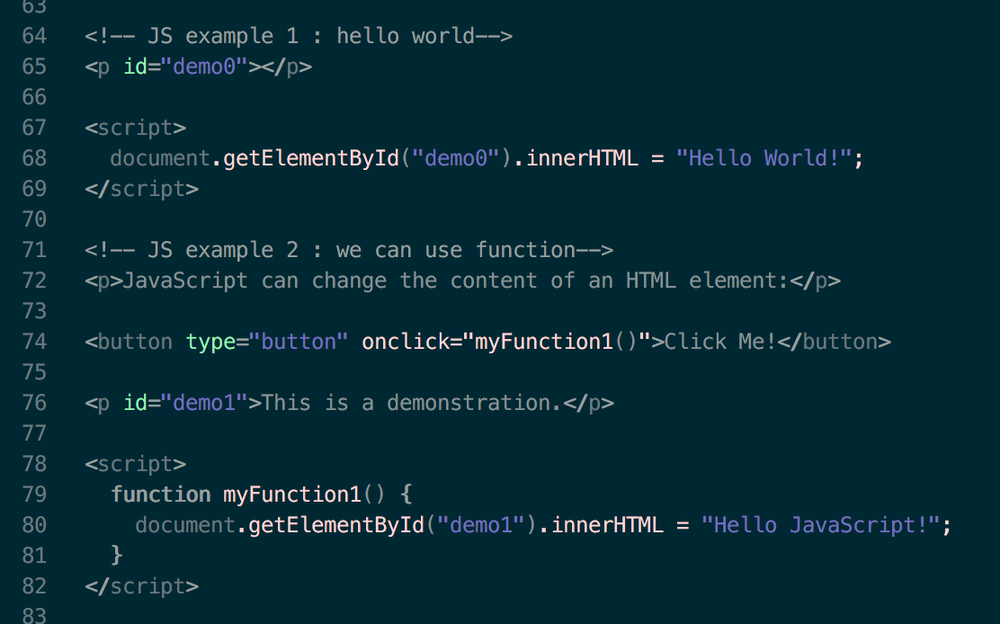 63
64 <!-- JS example 1 : hello world-->
65 <p id="demo0"></p>
66
67 <script>
68   document.getElementById("demo0").innerHTML = "Hello World!";
69 </script>
70
71 <!-- JS example 2 : we can use function-->
72 <p>JavaScript can change the content of an HTML element:</p>
73
74 <button type="button" onclick="myFunction1()">Click Me!</button>
75
76 <p id="demo1">This is a demonstration.</p>
77
78 <script>
79   function myFunction1() {
80     document.getElementById("demo1").innerHTML = "Hello JavaScript!";
81   }
82 </script>
83